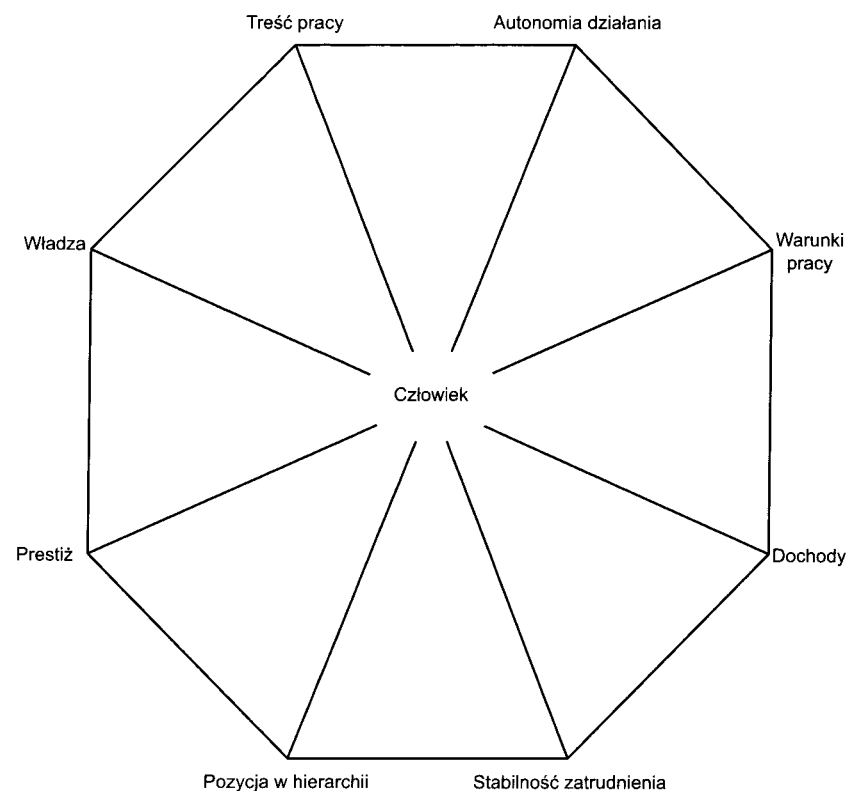 Treść pracy
Autonomia działania
Władza
Warunki
pracy
Człowiek
Prestiż
Dochody
Pozycja w hierarchii
Stabilność zatrudnienia